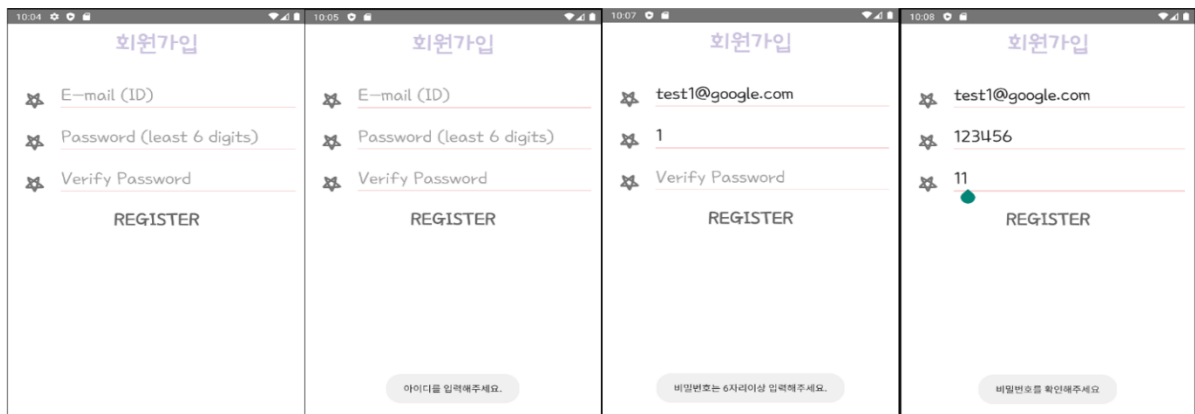 10:04
회원가입
E-mail (ID)
Password (least 6 digits)
Verify Password
REGISTER
10:05
회원가입
E-mail (ID)
Password (least 6 digits)
Verify Password
REGISTER
아이디를 입력해주세요.
10:07
회원가입
test1@google.com
1
Verify Password
REGISTER
비밀번호는 6자리이상 입력해주세요.
10:08
회원가입
test1@google.com
123456
11
REGISTER
비밀번호를 확인해주세요